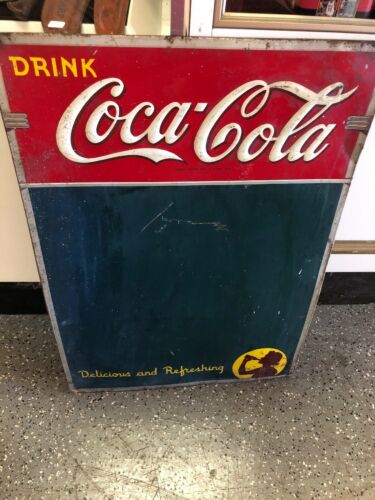 DRINK
Coca-Cola
Delicious and Refreshing